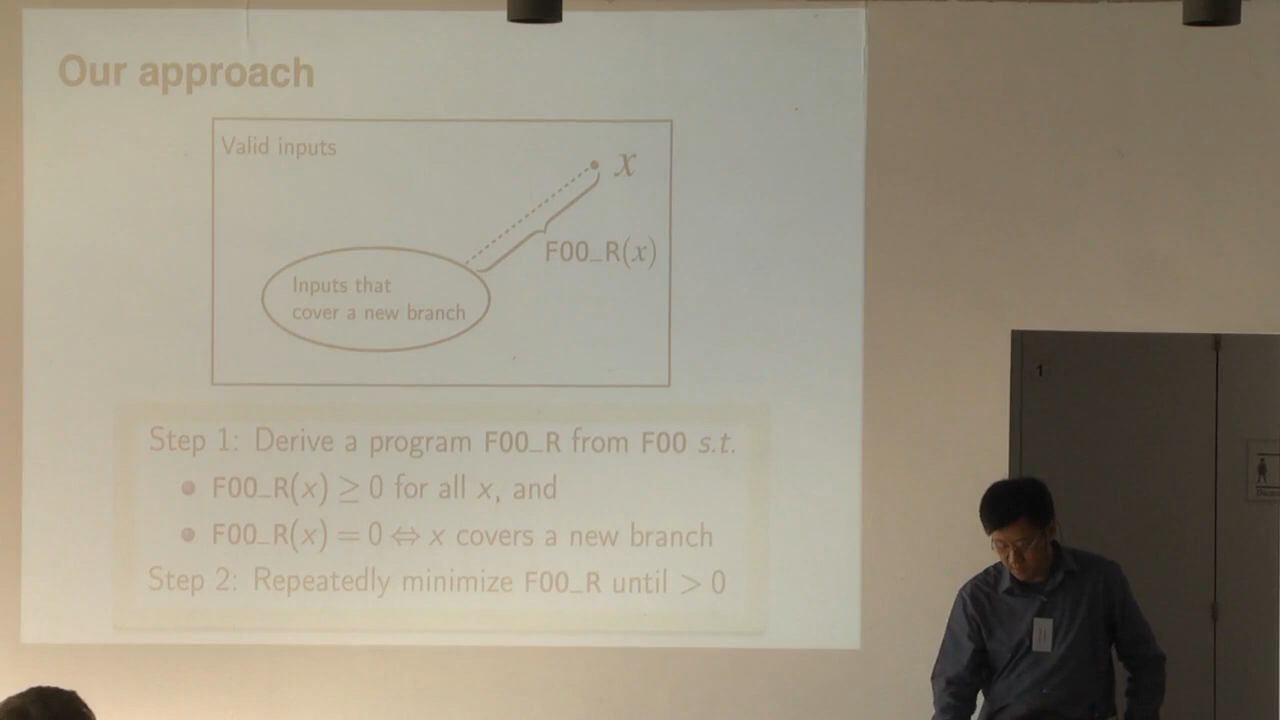 Our approach
Valid inputs
x
FOO_R(x)
Inputs that
cover a new branch
Step 1: Derive a program FOO_R from FOO s.t.
• FOO_R(x) ≥ 0 for all x, and
• FOO_R(x) = 0 ⇔ x covers a new branch
Step 2: Repeatedly minimize FOO_R until > 0
1